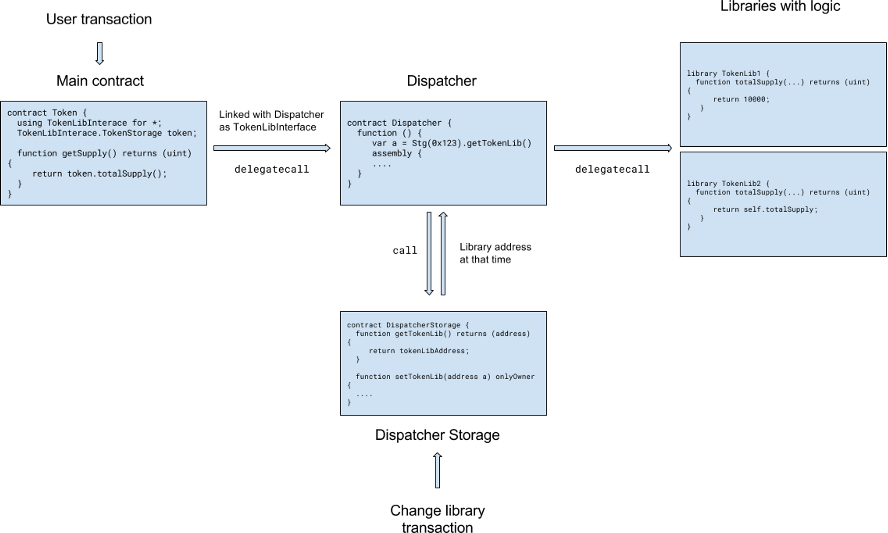 User transaction
Main contract
contract Token {
using TokenLibInterace for *;
TokenLibInterace.TokenStorage token;
function getSupply() returns (uint)
{
return token.totalSupply();
}
}
Linked with Dispatcher
as TokenLibInterface
delegatecall
Dispatcher
contract Dispatcher {
function () {
var a = Stg(0x123).getTokenLib()
assembly {
....
}
}
delegatecall
Libraries with logic
library TokenLib1 {
function totalSupply(...) returns (uint)
{
return 10000;
}
}
library TokenLib2 {
function totalSupply(...) returns (uint)
{
return self.totalSupply;
}
}
call
Library address
at that time
contract DispatcherStorage {
function getTokenLib() returns (address)
{
return tokenLibAddress;
}
function setTokenLib(address a) onlyOwner
{
....
}
Dispatcher Storage
Change library
transaction